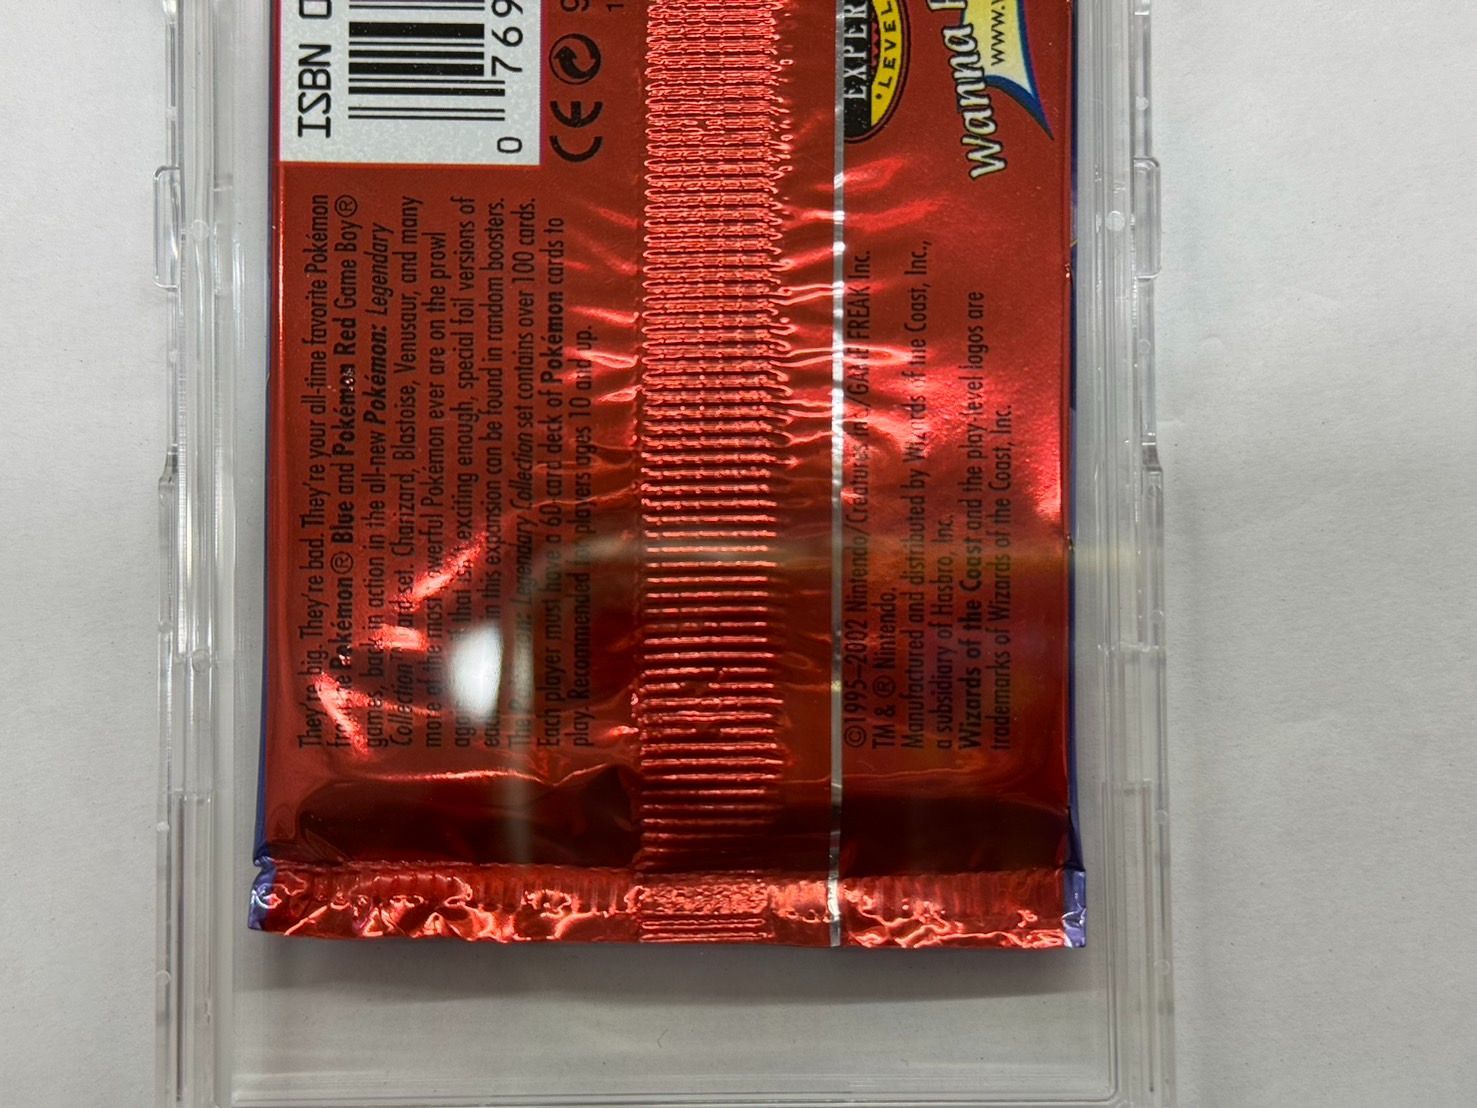 ISBN 0
0 769
CE 9
They're big. They're bad. They're your all-time favorite Pokémon
from the Pokémon® Blue and Pokémon Red Game Boy®
games, back in action in the all-new Pokémon: Legendary
Collection card set. Charizard, Blastoise, Venusaur, and many
more of the most powerful Pokémon ever are on the prowl
again. And if that isn't exciting enough, special foil versions of
each card in this expansion can be found in random boosters.
The Pokémon: Legendary Collection set contains over 100 cards.
Each player must have a 60-card deck of Pokémon cards to
play. Recommended for players ages 10 and up.
EXPER
LEVEL
Wanna
www.
©1995–2002 Nintendo/Creatures Inc./GAME FREAK Inc.
TM & ® Nintendo.
Manufactured and distributed by Wizards of the Coast, Inc.,
a subsidiary of Hasbro, Inc.
Wizards of the Coast and the play-level logos are
trademarks of Wizards of the Coast, Inc.